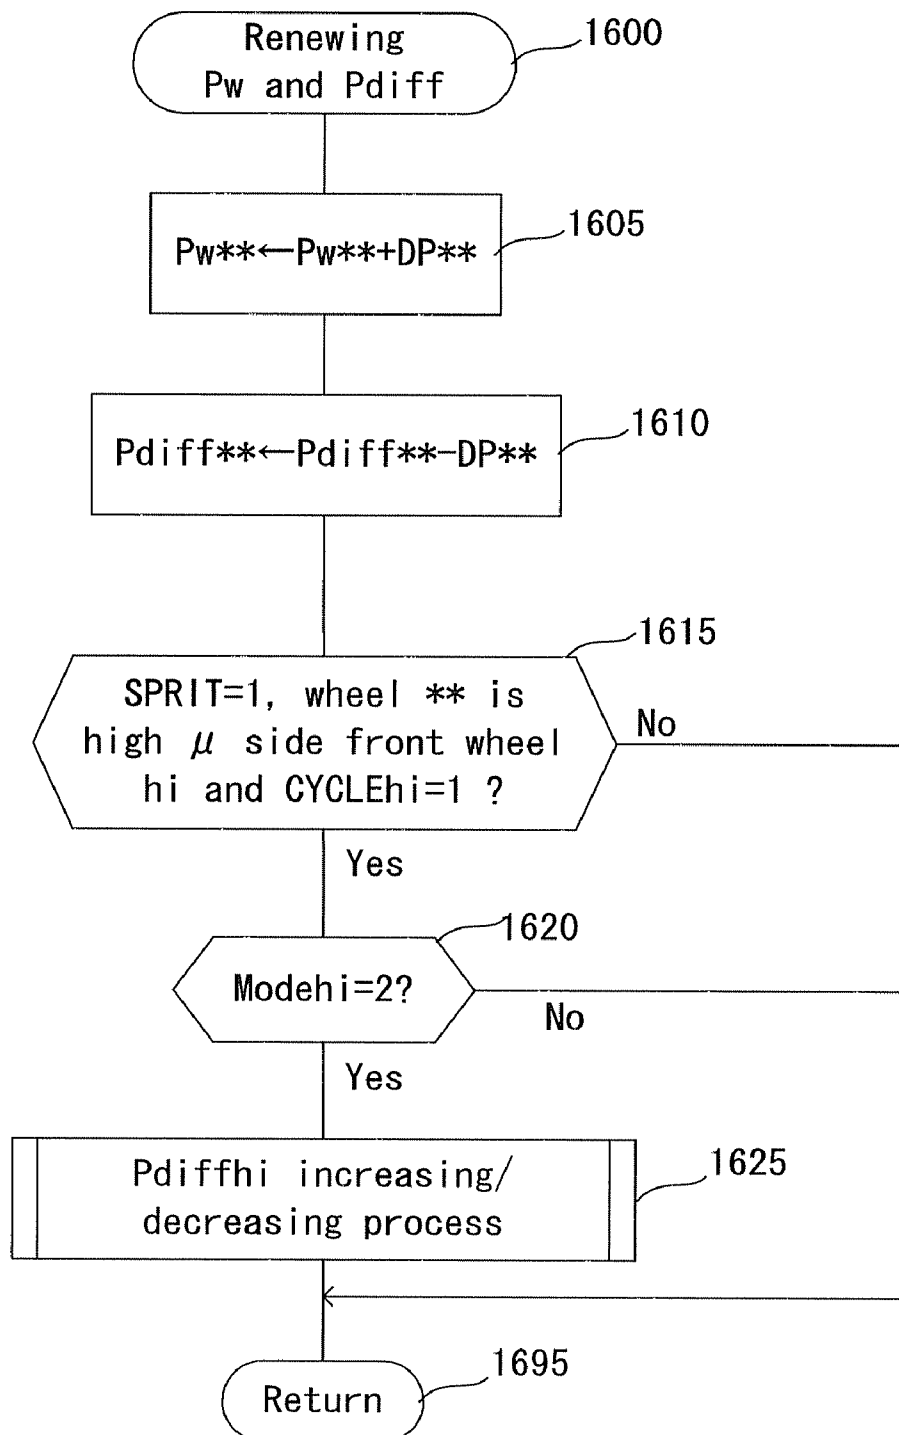 Renewing
Pw and Pdiff
1600
Pw**←Pw**+DP**
1605
Pdiff**←Pdiff**-DP**
1610
1615
SPRIT=1, wheel ** is
high μ side front wheel
hi and CYCLEhi=1 ?
No
Yes
1620
Modehi=2?
No
Yes
1625
Pdiffhi increasing/
decreasing process
1695
Return